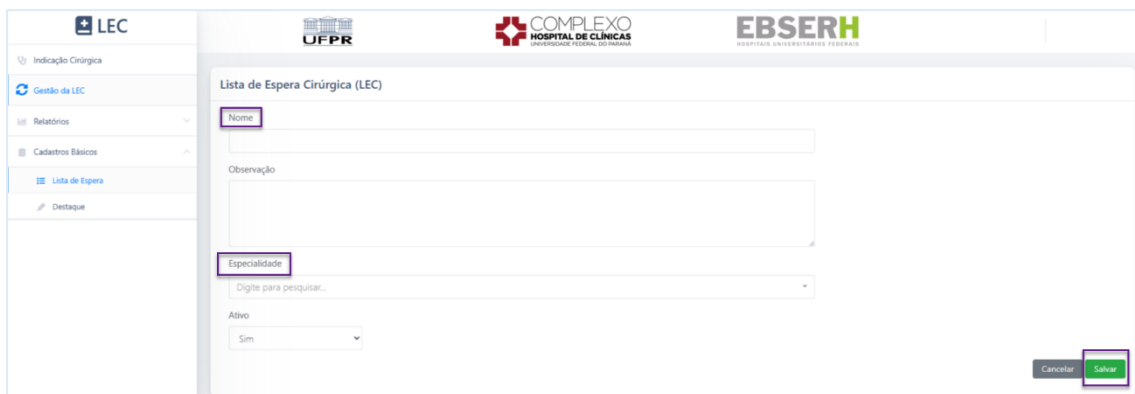 LEC
UFPR
COMPLEXO
HOSPITAL DE CLÍNICAS
UNIVERSIDADE FEDERAL DO PARANÁ
EBSERH
HOSPITAIS UNIVERSITÁRIOS FEDERAIS
Indicação Cirúrgica
Gestão da LEC
Relatórios
Cadastros Básicos
Lista de Espera
Destaque
Lista de Espera Cirúrgica (LEC)
Nome
Observação
Especialidade
Digite para pesquisar...
Ativo
Sim
Cancelar
Salvar